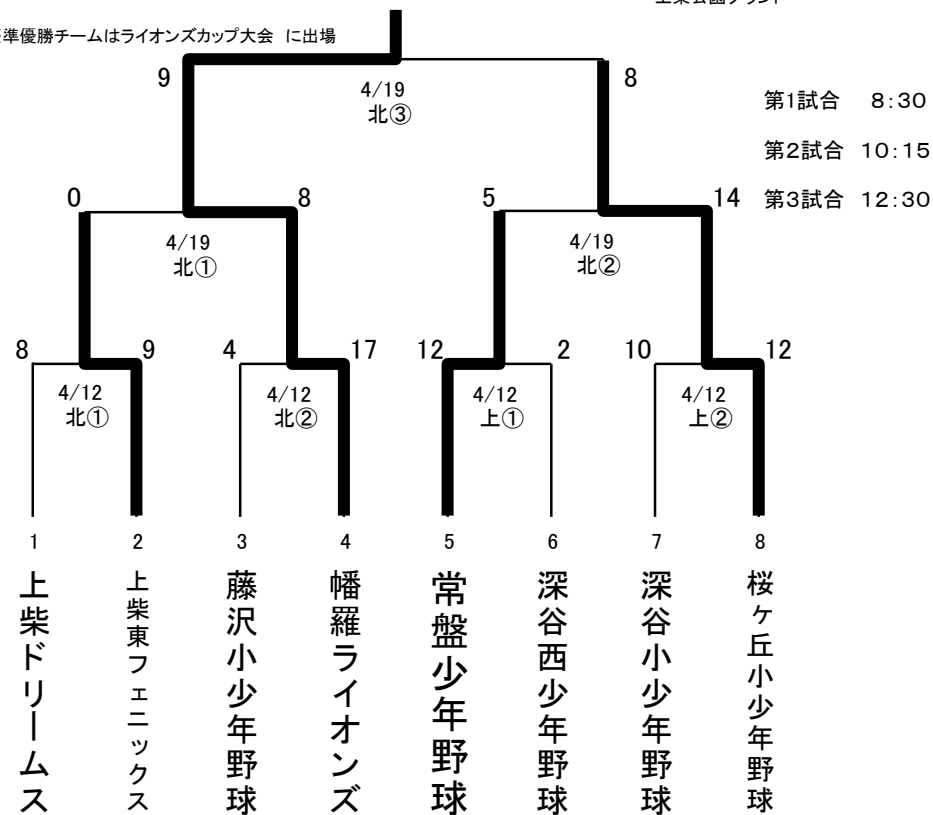 準優勝チームはライオンズカップ大会 に出場
9
8
4/19
北③
第1試合 8:30
第2試合 10:15
第3試合 12:30
0
8
5
14
4/19
北①
4/19
北②
8
9
4
17
12
2
10
12
4/12
北①
4/12
北②
4/12
上①
4/12
上②
1
2
3
4
5
6
7
8
上柴ドリームス
上柴東フェニックス
藤沢小少年野球
幡羅ライオンズ
常盤少年野球
深谷西少年野球
深谷小少年野球
桜ヶ丘小少年野球